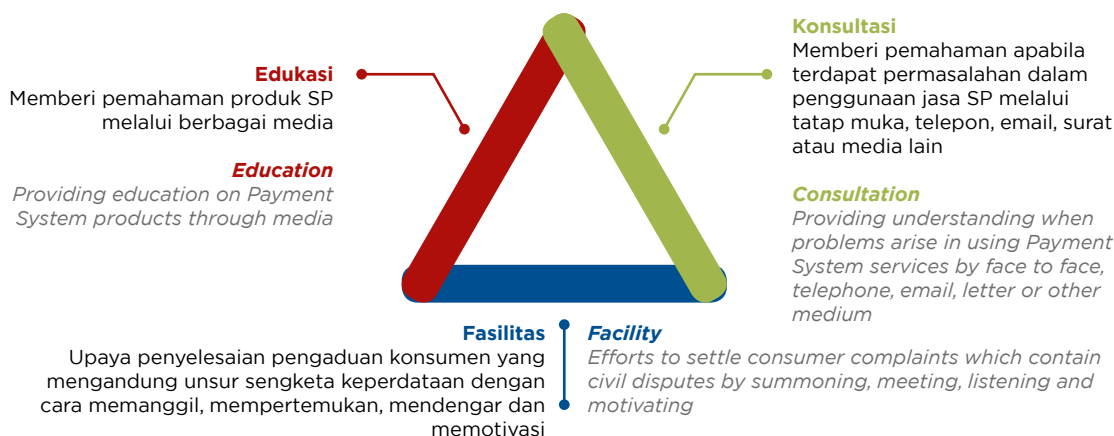 Edukasi
Memberi pemahaman produk SP
melalui berbagai media
Education
Providing education on Payment
System products through media
Konsultasi
Memberi pemahaman apabila
terdapat permasalahan dalam
penggunaan jasa SP melalui
tatap muka, telepon, email, surat
atau media lain
Consultation
Providing understanding when
problems arise in using Payment
System services by face to face,
telephone, email, letter or other
medium
Fasilitas
Upaya penyelesaian pengaduan konsumen yang
mengandung unsur sengketa keperdataan dengan
cara memanggil, mempertemukan, mendengar dan
memotivasi
Facility
Efforts to settle consumer complaints which contain
civil disputes by summoning, meeting, listening and
motivating